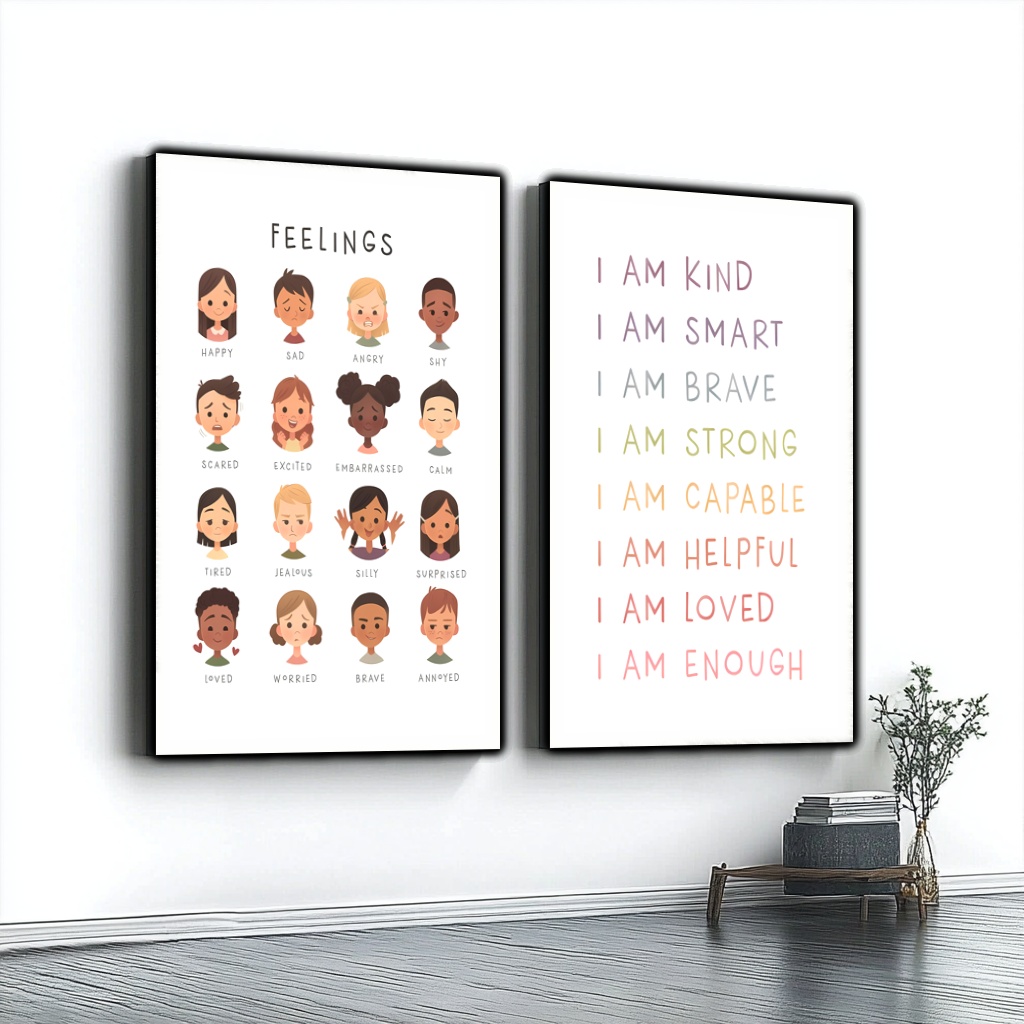 FEELINGS
HAPPY SAD ANGRY SHY
SCARED EXCITED EMBARRASSED CALM
TIRED JEALOUS SILLY SURPRISED
LOVED WORRIED BRAVE ANNOYED
I AM KIND
I AM SMART
I AM BRAVE
I AM STRONG
I AM CAPABLE
I AM HELPFUL
I AM LOVED
I AM ENOUGH